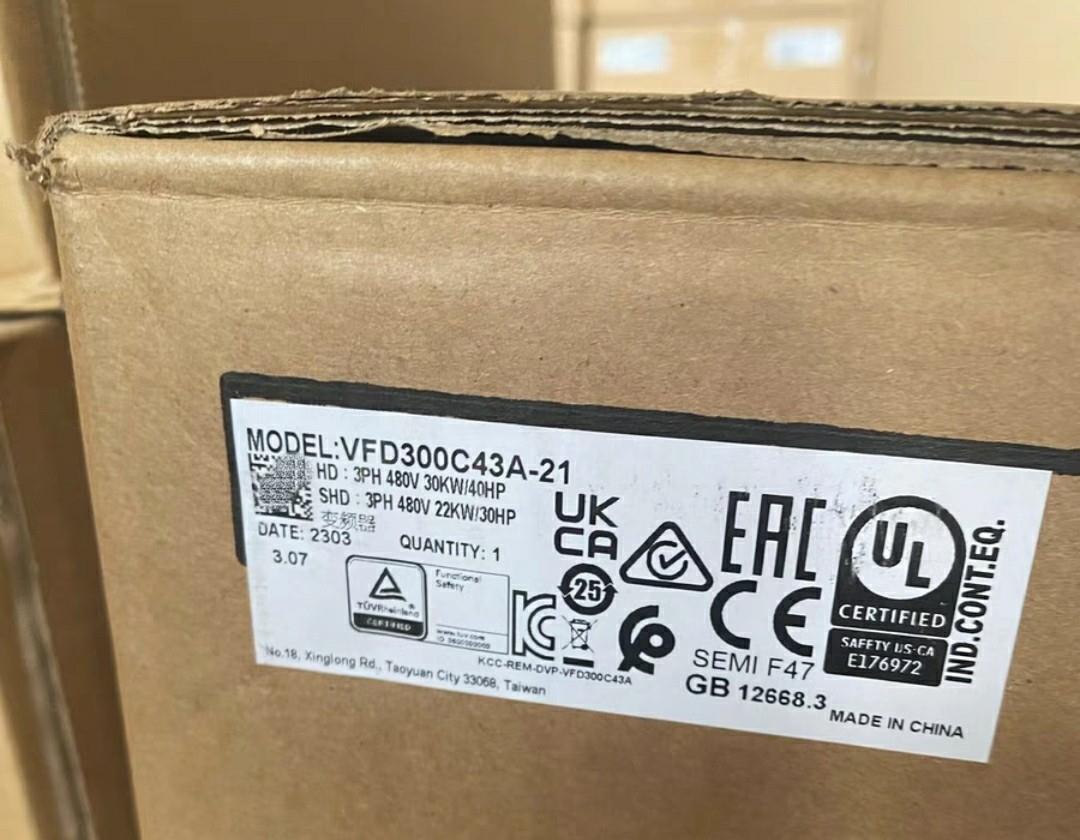 MODEL:VFD300C43A-21
HD : 3PH 480V 30KW/40HP
SHD : 3PH 480V 22KW/30HP
变频器
DATE: 2303
QUANTITY: 1
3.07
TÜVRheinland
CERTIFIED
Functional
Safety
www.tuv.com
UK
CA
25
EAC
CE
UL
CERTIFIED
SAFETY US-CA
E176972
IND.CONT.EQ.
KCC-REM-DVP-VFD300C43A
SEMI F47
GB 12668.3
No.18, Xinglong Rd., Taoyuan City 33068, Taiwan
MADE IN CHINA